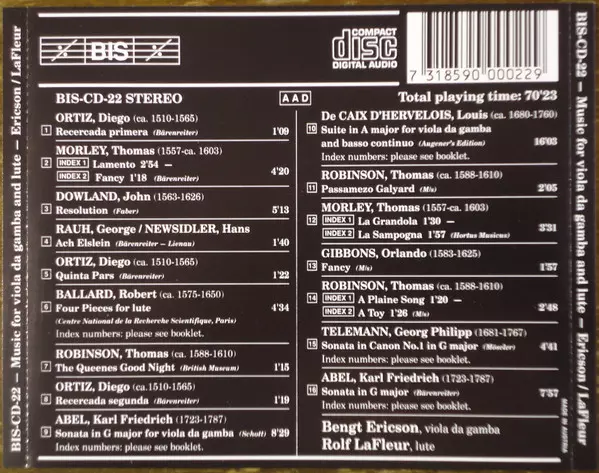 BIS-CD-22 – Music for viola da gamba and lute – Ericson/LaFleur
BIS
COMPACT
disc
DIGITAL AUDIO
7 318590 000229
BIS-CD-22 STEREO
AAD
Total playing time: 70'23
ORTIZ, Diego (ca. 1510-1565)
1 Recercada primera (Bärenreiter) 1'09
MORLEY, Thomas (1557-ca. 1603)
2 INDEX 1 Lamento 2'54 –
INDEX 2 Fancy 1'18 (Bärenreiter) 4'20
DOWLAND, John (1563-1626)
3 Resolution (Faber) 5'13
RAUH, George / NEWSIDLER, Hans
4 Ach Elslein (Bärenreiter – Lienau) 1'40
ORTIZ, Diego (ca. 1510-1565)
5 Quinta Pars (Bärenreiter) 1'22
BALLARD, Robert (ca. 1575-1650)
6 Four Pieces for lute 4'34
(Centre National de la Recherche Scientifique, Paris)
Index numbers: please see booklet.
ROBINSON, Thomas (ca. 1588-1610)
7 The Queenes Good Night (British Museum) 1'15
ORTIZ, Diego (ca.1510-1565)
8 Recercada segunda (Bärenreiter) 1'19
ABEL, Karl Friedrich (1723-1787)
9 Sonata in G major for viola da gamba (Schott) 8'29
Index numbers: please see booklet.
De CAIX D'HERVELOIS, Louis (ca. 1680-1760)
10 Suite in A major for viola da gamba
and basso continuo (Augener's Edition) 16'03
Index numbers: please see booklet.
ROBINSON, Thomas (ca. 1588-1610)
11 Passamezo Galyard (M/s) 2'05
MORLEY, Thomas (1557-ca. 1603)
12 INDEX 1 La Grandola 1'30 –
INDEX 2 La Sampogna 1'57 (Hortus Musicus) 3'31
GIBBONS, Orlando (1583-1625)
13 Fancy (M/s) 1'57
ROBINSON, Thomas (ca. 1588-1610)
14 INDEX 1 A Plaine Song 1'20 –
INDEX 2 A Toy 1'26 (M/s) 2'48
TELEMANN, Georg Philipp (1681-1767)
15 Sonata in Canon No.1 in G major (Möseler) 4'41
Index numbers: please see booklet.
ABEL, Karl Friedrich (1723-1787)
16 Sonata in G major (Bärenreiter) 7'57
Index numbers: please see booklet.
Bengt Ericson, viola da gamba
Rolf LaFleur, lute
MADE IN AUSTRIA
BIS-CD-22 – Music for viola da gamba and lute – Ericson/LaFleur